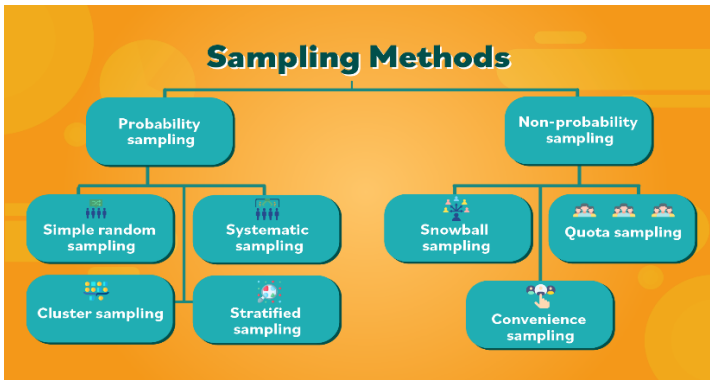 Sampling Methods
Probability
sampling
Non-probability
sampling
Simple random
sampling
Systematic
sampling
Snowball
sampling
Quota sampling
Cluster sampling
Stratified
sampling
Convenience
sampling